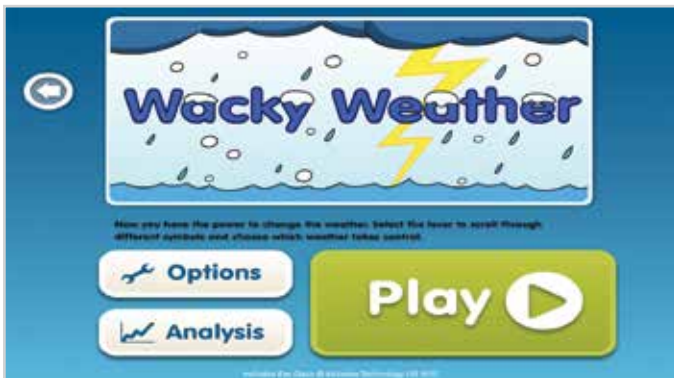 Wacky Weather
Now you have the power to change the weather. Select the lever to scroll through
different symbols and choose which weather takes control.
Options
Play
Analysis